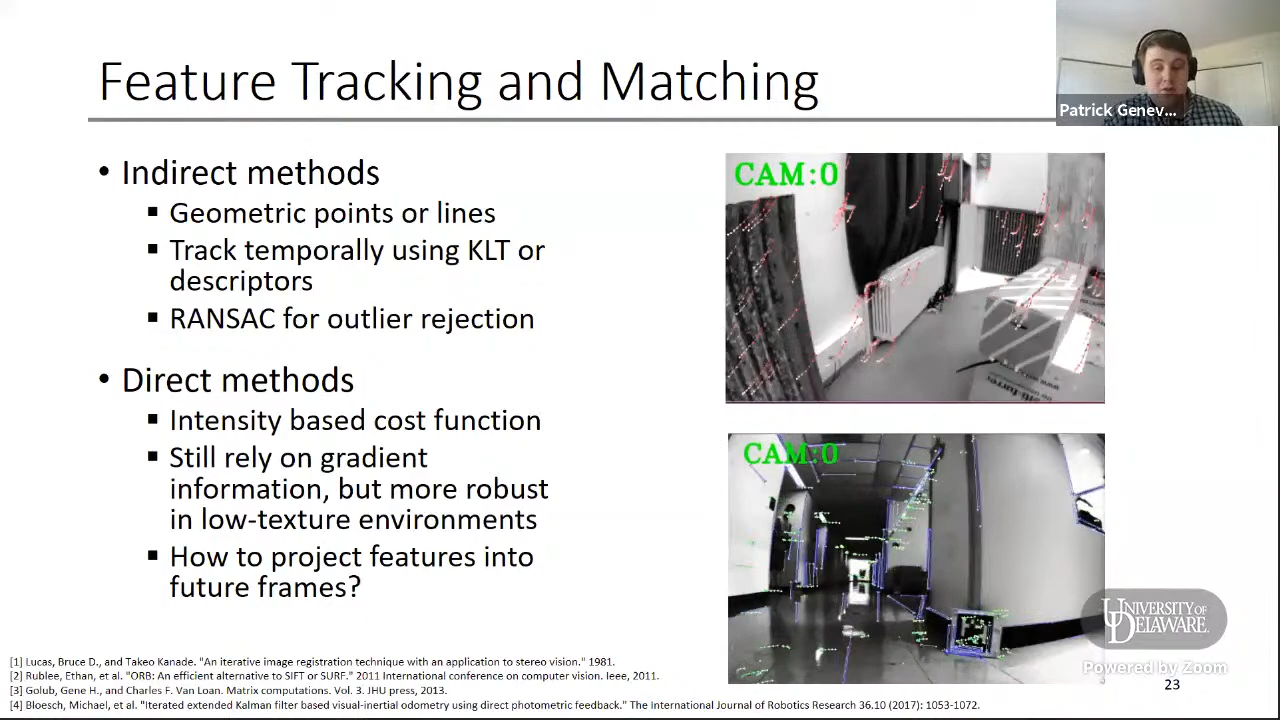 Feature Tracking and Matching
Patrick Genev...
• Indirect methods
▪ Geometric points or lines
▪ Track temporally using KLT or
descriptors
▪ RANSAC for outlier rejection
• Direct methods
▪ Intensity based cost function
▪ Still rely on gradient
information, but more robust
in low-texture environments
▪ How to project features into
future frames?
CAM:0
CAM:0
UNIVERSITY OF
DELAWARE.
Powered by Zoom
23
[1] Lucas, Bruce D., and Takeo Kanade. "An iterative image registration technique with an application to stereo vision." 1981.
[2] Rublee, Ethan, et al. "ORB: An efficient alternative to SIFT or SURF." 2011 International conference on computer vision. Ieee, 2011.
[3] Golub, Gene H., and Charles F. Van Loan. Matrix computations. Vol. 3. JHU press, 2013.
[4] Bloesch, Michael, et al. "Iterated extended Kalman filter based visual-inertial odometry using direct photometric feedback." The International Journal of Robotics Research 36.10 (2017): 1053-1072.